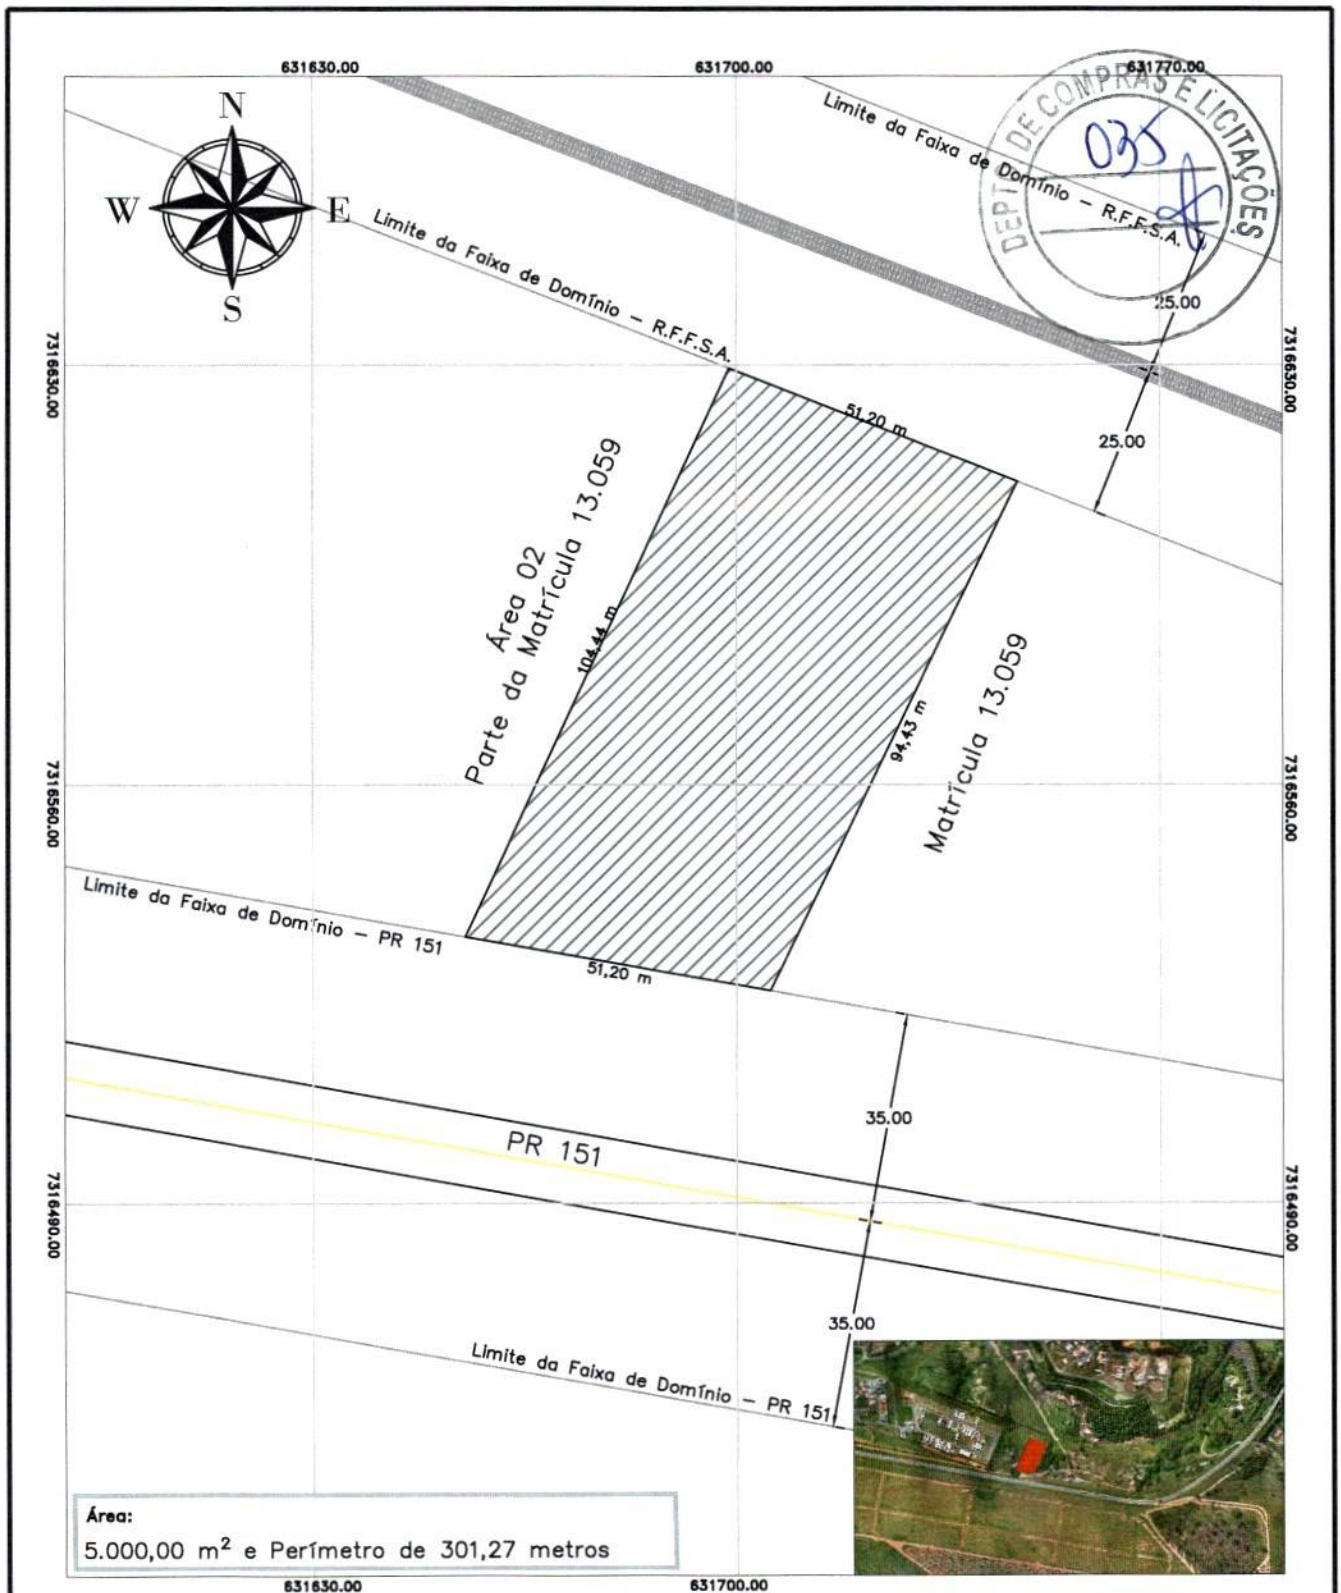 631630.00
631700.00
631770.00
N
W
E
S
DEPTO. DE COMPRAS E LICITAÇÕES
035
Limite da Faixa de Domínio - R.F.F.S.A.
Limite da Faixa de Domínio - R.F.F.S.A.
25.00
7316630.00
7316630.00
25.00
51,20 m
Área 02
Parte da Matrícula 13.059
104,44 m
94,43 m
Matrícula 13.059
7316560.00
7316560.00
Limite da Faixa de Domínio - PR 151
51,20 m
35.00
PR 151
7316490.00
7316490.00
35.00
Limite da Faixa de Domínio - PR 151
Área:
5.000,00 m² e Perímetro de 301,27 metros
631630.00
631700.00